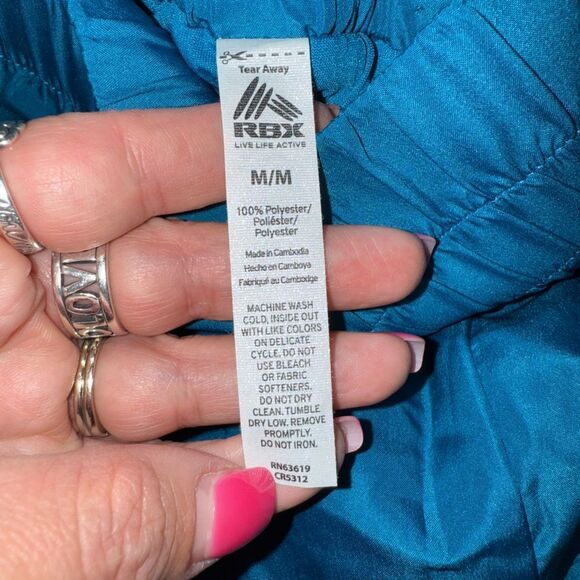 Tear Away
RBX
LIVE LIFE ACTIVE
M/M
100% Polyester/
Poliéster/
Polyester
Made in Cambodia
Hecho en Camboya
Fabriqué au Cambodge
MACHINE WASH
COLD, INSIDE OUT
WITH LIKE COLORS
ON DELICATE
CYCLE. DO NOT
USE BLEACH
OR FABRIC
SOFTENERS.
DO NOT DRY
CLEAN. TUMBLE
DRY LOW. REMOVE
PROMPTLY.
DO NOT IRON.
RN63619
CR5312